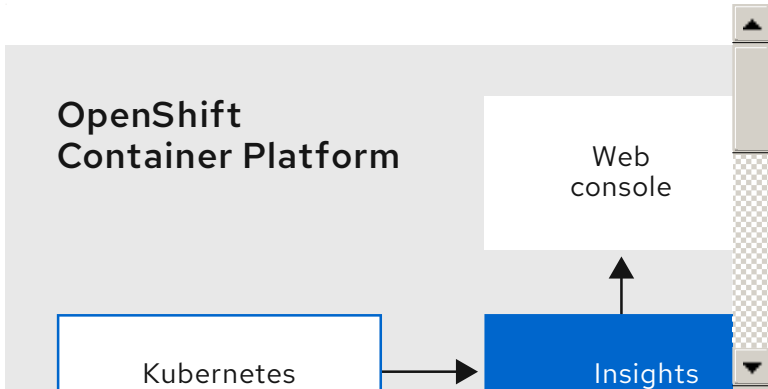 OpenShift
Container Platform
Web
console
Kubernetes
Insights